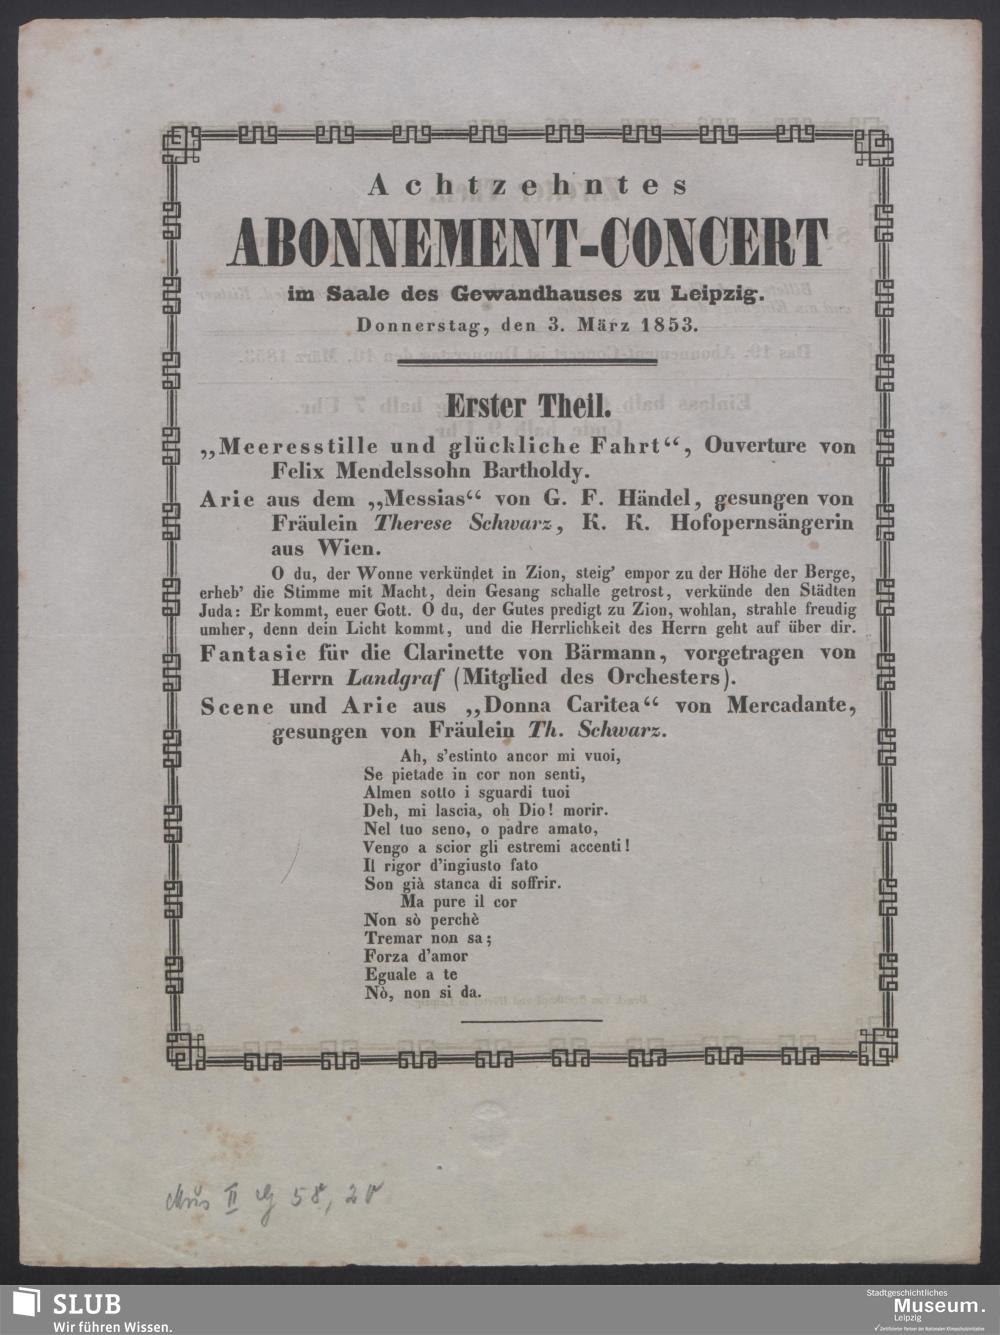 Achtzehntes
ABONNEMENT-CONCERT
im Saale des Gewandhauses zu Leipzig.
Donnerstag, den 3. März 1853.
Erster Theil.
„Meeresstille und glückliche Fahrt“, Ouverture von
Felix Mendelssohn Bartholdy.
Arie aus dem „Messias“ von G. F. Händel, gesungen von
Fräulein Therese Schwarz, K. K. Hofopernsängerin
aus Wien.
O du, der Wonne verkündet in Zion, steig' empor zu der Höhe der Berge,
erheb' die Stimme mit Macht, dein Gesang schalle getrost, verkünde den Städten
Juda: Er kommt, euer Gott. O du, der Gutes predigt zu Zion, wohlan, strahle freudig
umher, denn dein Licht kommt, und die Herrlichkeit des Herrn geht auf über dir.
Fantasie für die Clarinette von Bärmann, vorgetragen von
Herrn Landgraf (Mitglied des Orchesters).
Scene und Arie aus „Donna Caritea“ von Mercadante,
gesungen von Fräulein Th. Schwarz.
Ah, s'estinto ancor mi vuoi,
Se pietade in cor non senti,
Almen sotto i sguardi tuoi
Deh, mi lascia, oh Dio! morir.
Nel tuo seno, o padre amato,
Vengo a scior gli estremi accenti!
Il rigor d'ingiusto fato
Son già stanca di soffrir.
Ma pure il cor
Non sò perchè
Tremar non sa;
Forza d'amor
Eguale a te
Nò, non si da.
Mus II 58, 20
SLUB
Wir führen Wissen.
Stadtgeschichtliches
Museum.
Leipzig
Zertifizierter Partner der Nationalen Klimaschutzinitiative